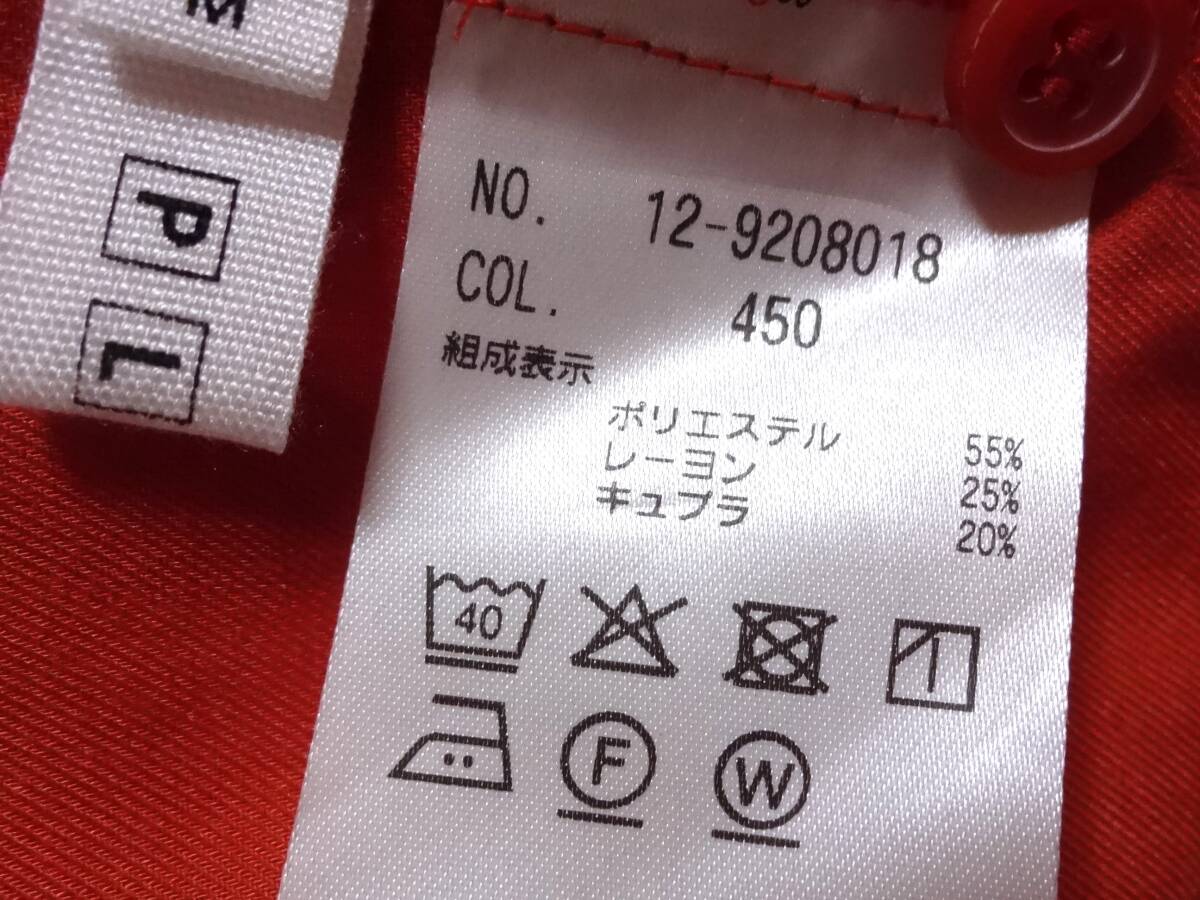 M
P
L
NO. 12-9208018
COL. 450
組成表示
ポリエステル 55%
レーヨン 25%
キュプラ 20%
40
F
W